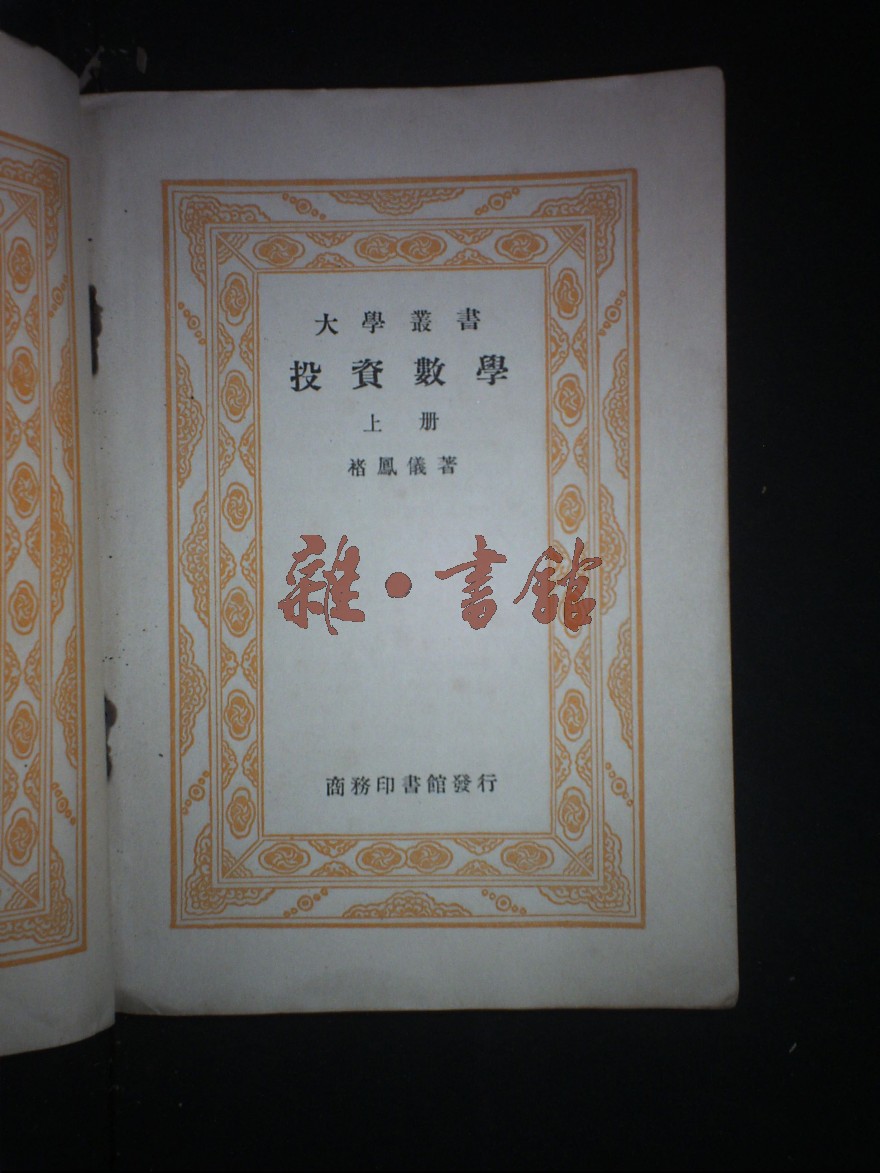 大學叢書
投資數學
上册
褚鳳儀著
雜·書館
商務印書館發行